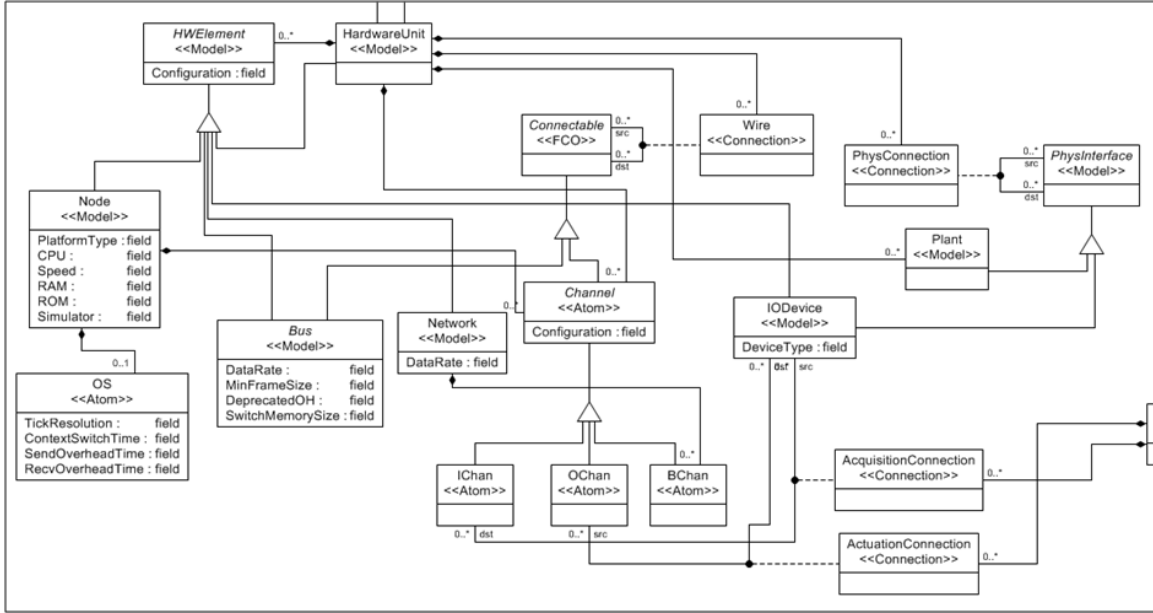 HWElement
<<Model>>
Configuration : field
0..*
HardwareUnit
<<Model>>
Connectable
<<FCO>>
0..*
src
0..*
dst
0..*
Wire
<<Connection>>
0..*
PhysConnection
<<Connection>>
0..*
src
0..*
dst
PhysInterface
<<Model>>
Node
<<Model>>
PlatformType : field
CPU : field
Speed : field
RAM : field
ROM : field
Simulator : field
0..*
Plant
<<Model>>
0..*
0..*
Channel
<<Atom>>
Configuration : field
Bus
<<Model>>
DataRate : field
MinFrameSize : field
DeprecatedOH : field
SwitchMemorySize : field
Network
<<Model>>
DataRate : field
IODevice
<<Model>>
DeviceType : field
0..*
src
0..1
OS
<<Atom>>
TickResolution : field
ContextSwitchTime : field
SendOverheadTime : field
RecvOverheadTime : field
IChan
<<Atom>>
0..*
dst
OChan
<<Atom>>
0..*
src
0..*
BChan
<<Atom>>
AcquisitionConnection
<<Connection>>
0..*
ActuationConnection
<<Connection>>
0..*